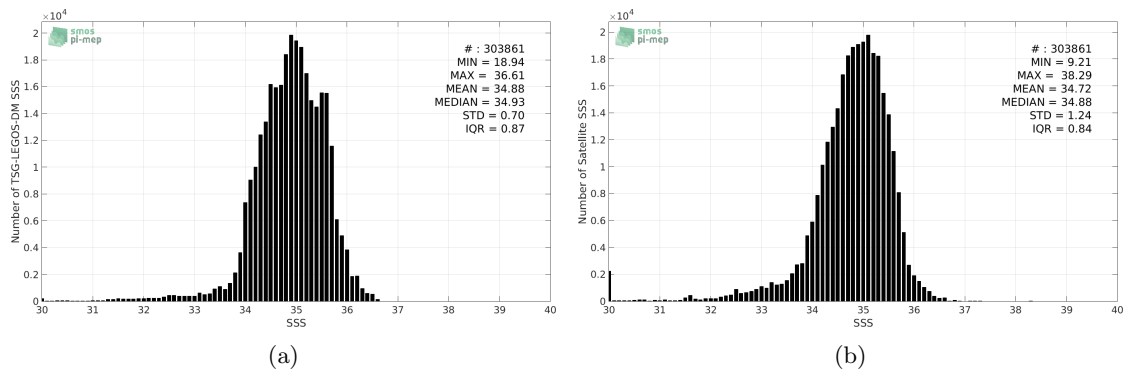 ×10⁴
smos
pi-mep
# : 303861
MIN = 18.94
MAX = 36.61
MEAN = 34.88
MEDIAN = 34.93
STD = 0.70
IQR = 0.87
Number of TSG-LEGOS-DM SSS
2
1.8
1.6
1.4
1.2
1
0.8
0.6
0.4
0.2
0
30 31 32 33 34 35 36 37 38 39 40
SSS
(a)
×10⁴
smos
pi-mep
# : 303861
MIN = 9.21
MAX = 38.29
MEAN = 34.72
MEDIAN = 34.88
STD = 1.24
IQR = 0.84
Number of Satellite SSS
2
1.8
1.6
1.4
1.2
1
0.8
0.6
0.4
0.2
0
30 31 32 33 34 35 36 37 38 39 40
SSS
(b)